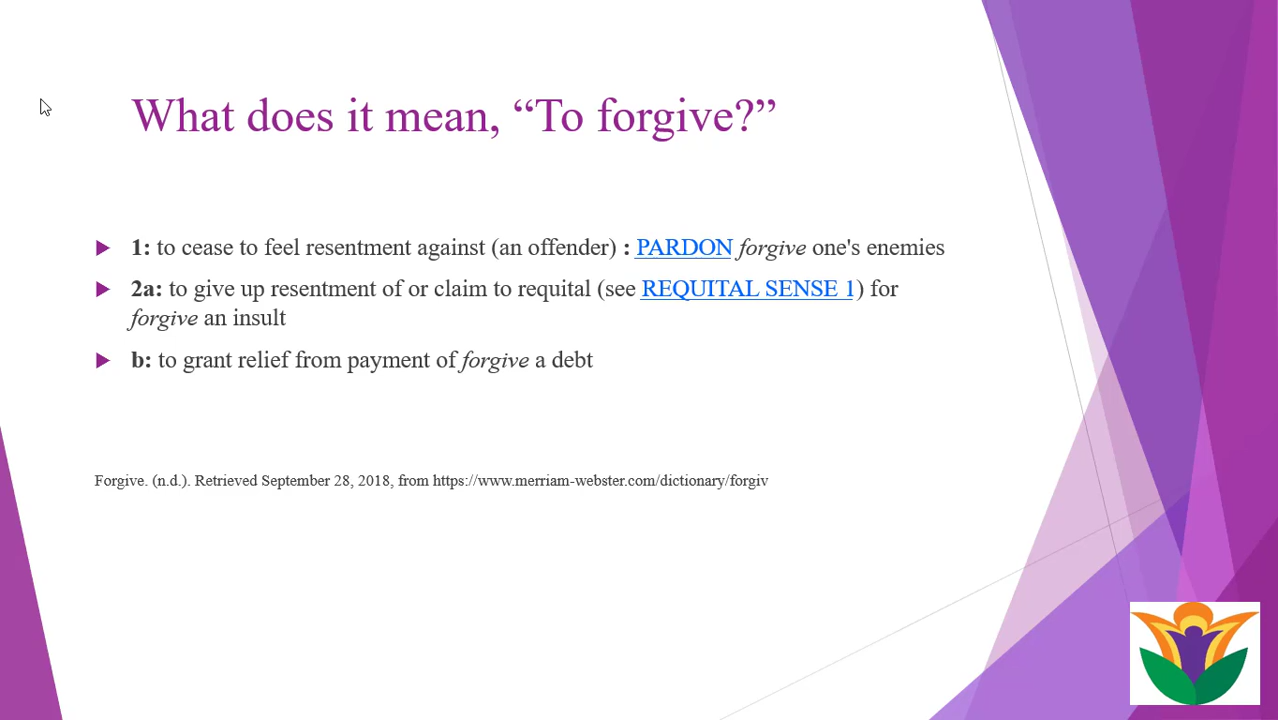 What does it mean, “To forgive?”
1: to cease to feel resentment against (an offender) : PARDON forgive one's enemies
2a: to give up resentment of or claim to requital (see REQUITAL SENSE 1) for
forgive an insult
b: to grant relief from payment of forgive a debt
Forgive. (n.d.). Retrieved September 28, 2018, from https://www.merriam-webster.com/dictionary/forgiv